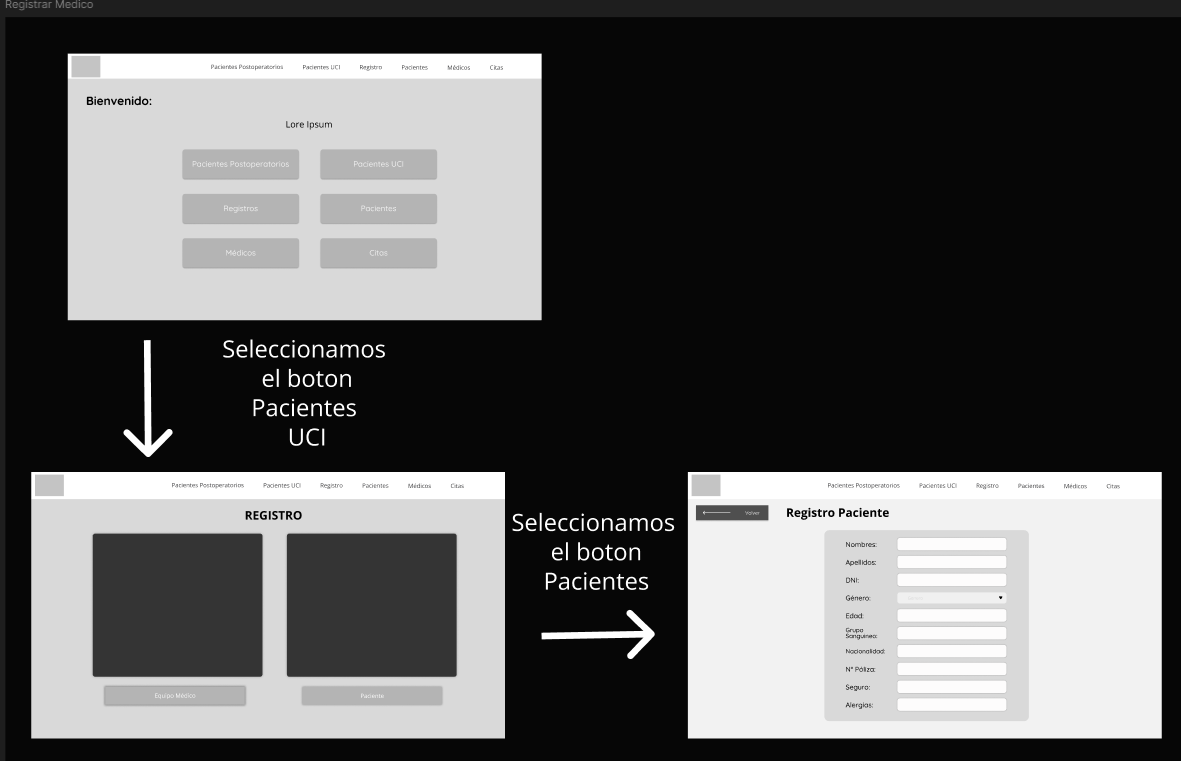 Registrar Medico
Pacientes Postoperatorios Pacientes UCI Registro Pacientes Médicos Citas
Bienvenido:
Lore Ipsum
Pacientes Postoperatorios Pacientes UCI
Registros Pacientes
Médicos Citas
Seleccionamos
el boton
Pacientes
UCI
Pacientes Postoperatorios Pacientes UCI Registro Pacientes Médicos Citas
REGISTRO
Equipo Médico Paciente
Seleccionamos
el boton
Pacientes
Pacientes Postoperatorios Pacientes UCI Registro Pacientes Médicos Citas
Volver Registro Paciente
Nombres:
Apellidos:
DNI:
Género:
Edad:
Grupo
Sanguineo:
Nacionalidad:
N° Póliza:
Seguro:
Alergias: